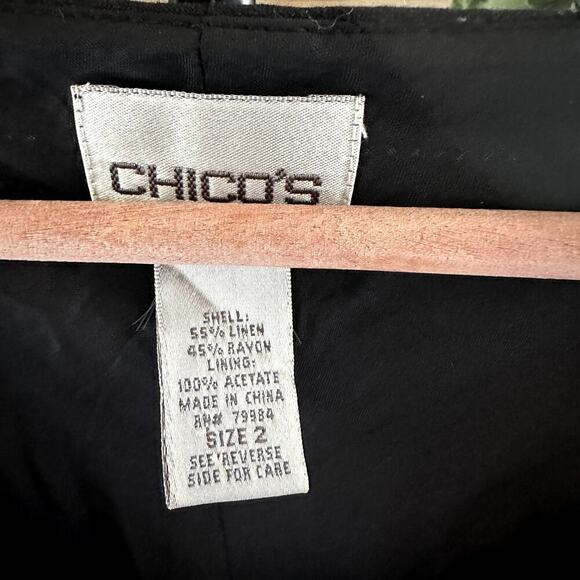 CHICO'S
SHELL:
55% LINEN
45% RAYON
LINING:
100% ACETATE
MADE IN CHINA
RN# 79984
SIZE 2
SEE REVERSE
SIDE FOR CARE